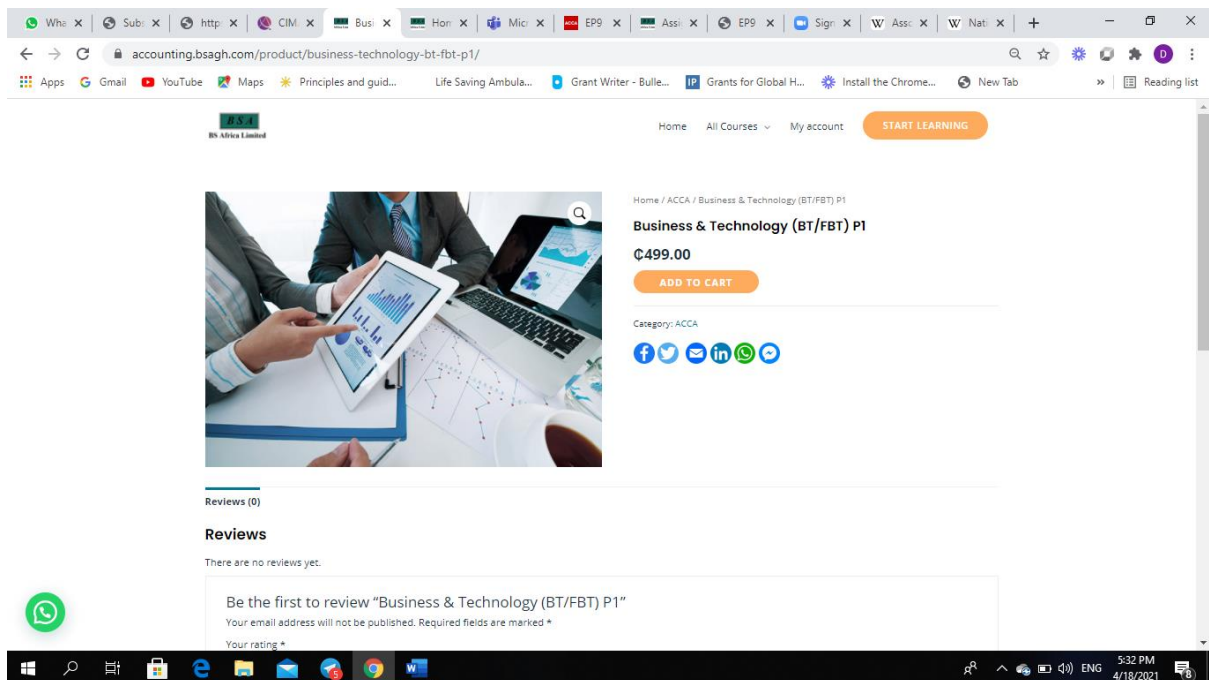 Wha
Subs
http
CIM.
Busi
Hom
Micr
EP9
Assi
EP9
Sign
Assc
Nati
accounting.bsagh.com/product/business-technology-bt-fbt-p1/
D
Apps
Gmail
YouTube
Maps
Principles and guid...
Life Saving Ambula...
Grant Writer - Bulle...
IP Grants for Global H...
Install the Chrome...
New Tab
»
Reading list
BSA
BS Africa Limited
Home
All Courses
My account
START LEARNING
Home / ACCA / Business & Technology (BT/FBT) P1
Business & Technology (BT/FBT) P1
₵499.00
ADD TO CART
Category: ACCA
Reviews (0)
Reviews
There are no reviews yet.
Be the first to review “Business & Technology (BT/FBT) P1”
Your email address will not be published. Required fields are marked *
Your rating *
ENG
5:32 PM
4/18/2021